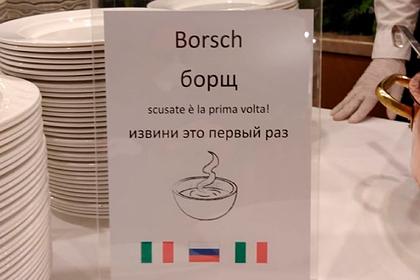 Borsch
борщ
scusate è la prima volta!
извини это первый раз